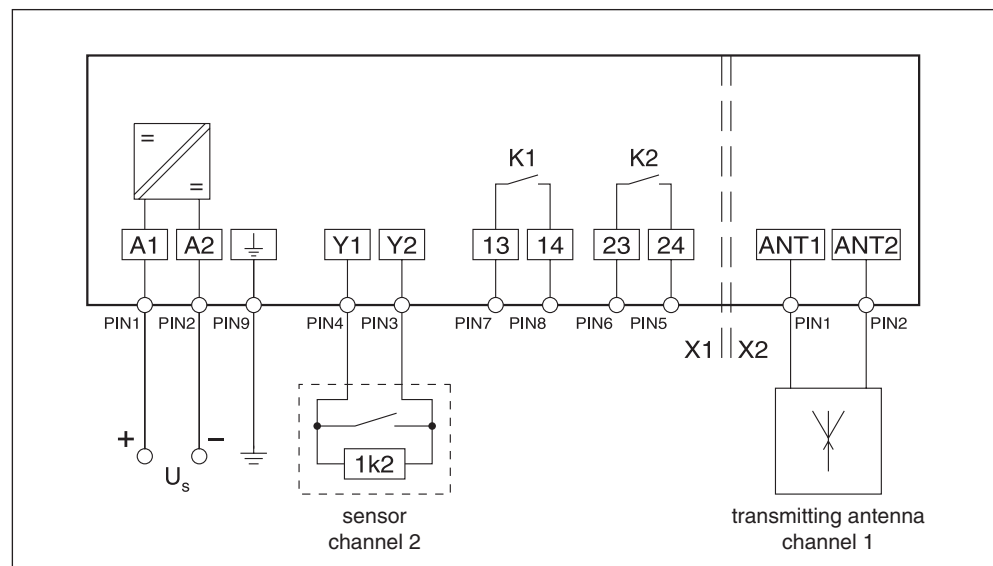 =
=
K1
K2
A1 A2 Y1 Y2 13 14 23 24 ANT1 ANT2
PIN1 PIN2 PIN9 PIN4 PIN3 PIN7 PIN8 PIN6 PIN5 PIN1 PIN2
X1 X2
+ −
Us
1k2
sensor
channel 2
transmitting antenna
channel 1